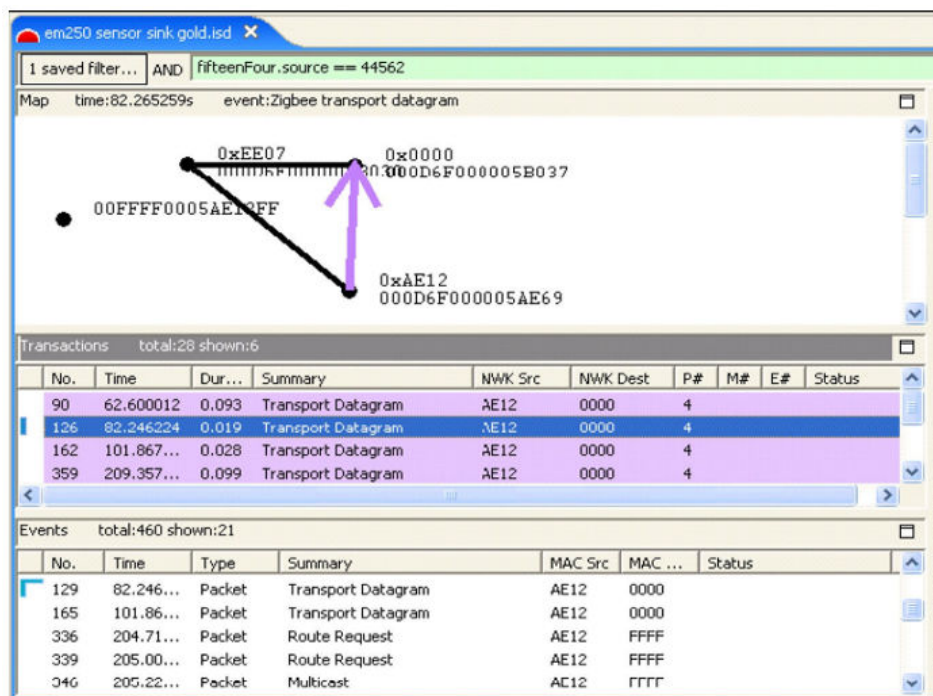 em250 sensor sink gold.isd
1 saved filter... AND fifteenFour.source == 44562
Map time:82.265259s event:Zigbee transport datagram
0xEE07 0x0000
000D6F000005B037
00FFFF0005AE12FF
0xAE12
000D6F000005AE69
Transactions total:28 shown:6
No. Time Dur... Summary NWK Src NWK Dest P# M# E# Status
90 62.600012 0.093 Transport Datagram AE12 0000 4
126 82.246224 0.019 Transport Datagram AE12 0000 4
162 101.867... 0.028 Transport Datagram AE12 0000 4
359 209.357... 0.099 Transport Datagram AE12 0000 4
Events total:460 shown:21
No. Time Type Summary MAC Src MAC ... Status
129 82.246... Packet Transport Datagram AE12 0000
165 101.86... Packet Transport Datagram AE12 0000
336 204.71... Packet Route Request AE12 FFFF
339 205.00... Packet Route Request AE12 FFFF
346 205.22... Packet Multicast AE12 FFFF